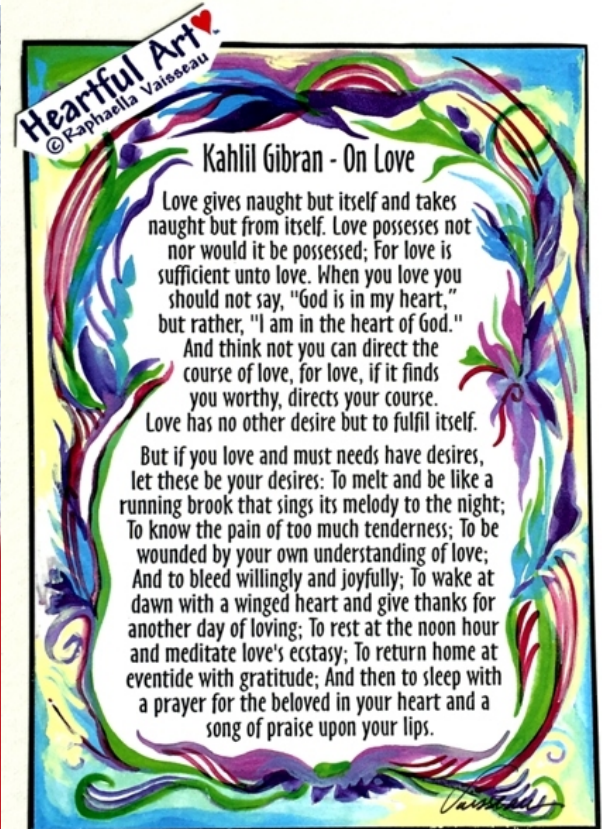 Heartful Art
©Raphaella Vaisseau
Kahlil Gibran - On Love
Love gives naught but itself and takes
naught but from itself. Love possesses not
nor would it be possessed; For love is
sufficient unto love. When you love you
should not say, "God is in my heart,"
but rather, "I am in the heart of God."
And think not you can direct the
course of love, for love, if it finds
you worthy, directs your course.
Love has no other desire but to fulfil itself.
But if you love and must needs have desires,
let these be your desires: To melt and be like a
running brook that sings its melody to the night;
To know the pain of too much tenderness; To be
wounded by your own understanding of love;
And to bleed willingly and joyfully; To wake at
dawn with a winged heart and give thanks for
another day of loving; To rest at the noon hour
and meditate love's ecstasy; To return home at
eventide with gratitude; And then to sleep with
a prayer for the beloved in your heart and a
song of praise upon your lips.
Vaisseau